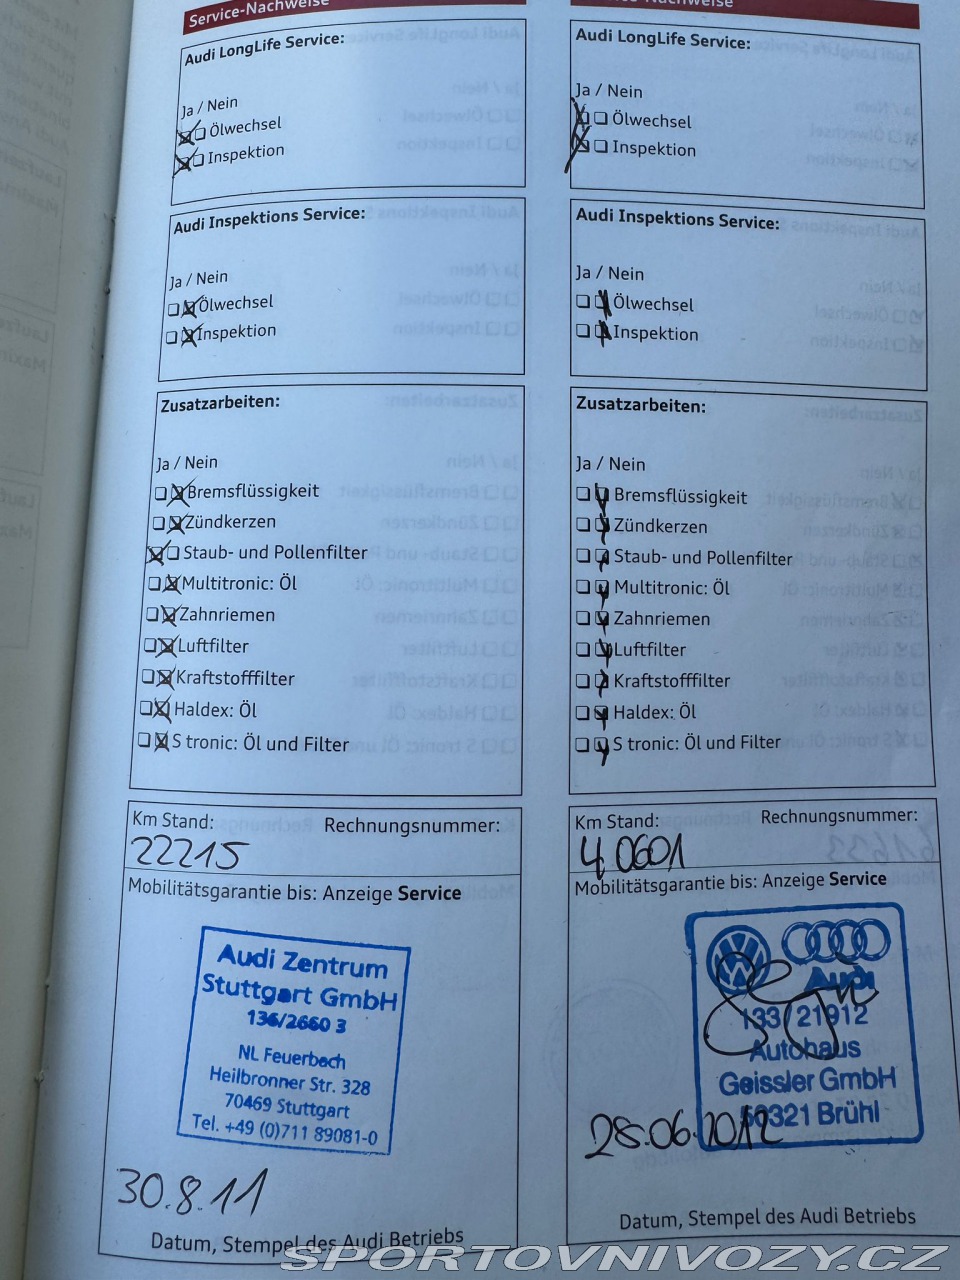 Service-Nachweise
Audi LongLife Service:
Ja / Nein
Ölwechsel
Inspektion
Audi Inspektions Service:
Ja / Nein
Ölwechsel
Inspektion
Zusatzarbeiten:
Ja / Nein
Bremsflüssigkeit
Zündkerzen
Staub- und Pollenfilter
Multitronic: Öl
Zahnriemen
Luftfilter
Kraftstofffilter
Haldex: Öl
S tronic: Öl und Filter
Km Stand:
Rechnungsnummer:
22215
Mobilitätsgarantie bis: Anzeige Service
Audi Zentrum
Stuttgart GmbH
136/2660 3
NL Feuerbach
Heilbronner Str. 328
70469 Stuttgart
Tel. +49 (0)711 89081-0
30.8.11
Datum, Stempel des Audi Betriebs
Service-Nachweise
Audi LongLife Service:
Ja / Nein
Ölwechsel
Inspektion
Audi Inspektions Service:
Ja / Nein
Ölwechsel
Inspektion
Zusatzarbeiten:
Ja / Nein
Bremsflüssigkeit
Zündkerzen
Staub- und Pollenfilter
Multitronic: Öl
Zahnriemen
Luftfilter
Kraftstofffilter
Haldex: Öl
S tronic: Öl und Filter
Km Stand:
Rechnungsnummer:
40601
Mobilitätsgarantie bis: Anzeige Service
Audi
133/21912
Autohaus
Geissler GmbH
50321 Brühl
28.06.2012
Datum, Stempel des Audi Betriebs
SPORTOVNIVOZY.CZ